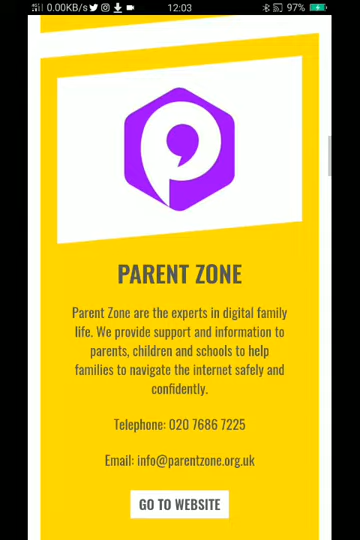 0.00KB/s 12:03 97%
PARENT ZONE
Parent Zone are the experts in digital family
life. We provide support and information to
parents, children and schools to help
families to navigate the internet safely and
confidently.
Telephone: 020 7686 7225
Email: info@parentzone.org.uk
GO TO WEBSITE